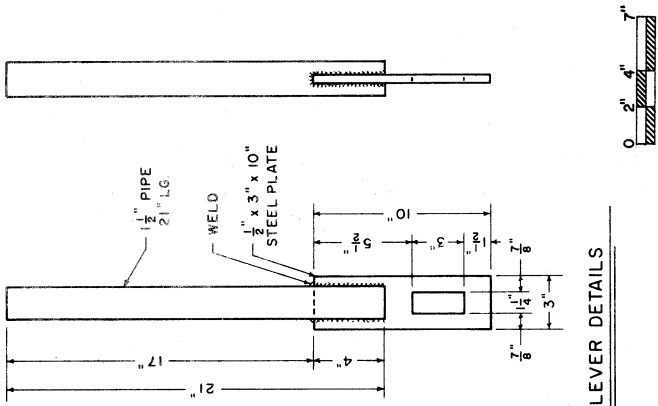 1 1/2" PIPE
21" LG.
WELD
1/2" x 3" x 10"
STEEL PLATE
17"
4"
21"
10"
5 1/2"
3"
1 1/2"
7/8"
1 1/4"
3"
7/8"
LEVER DETAILS
0 2" 4" 7"